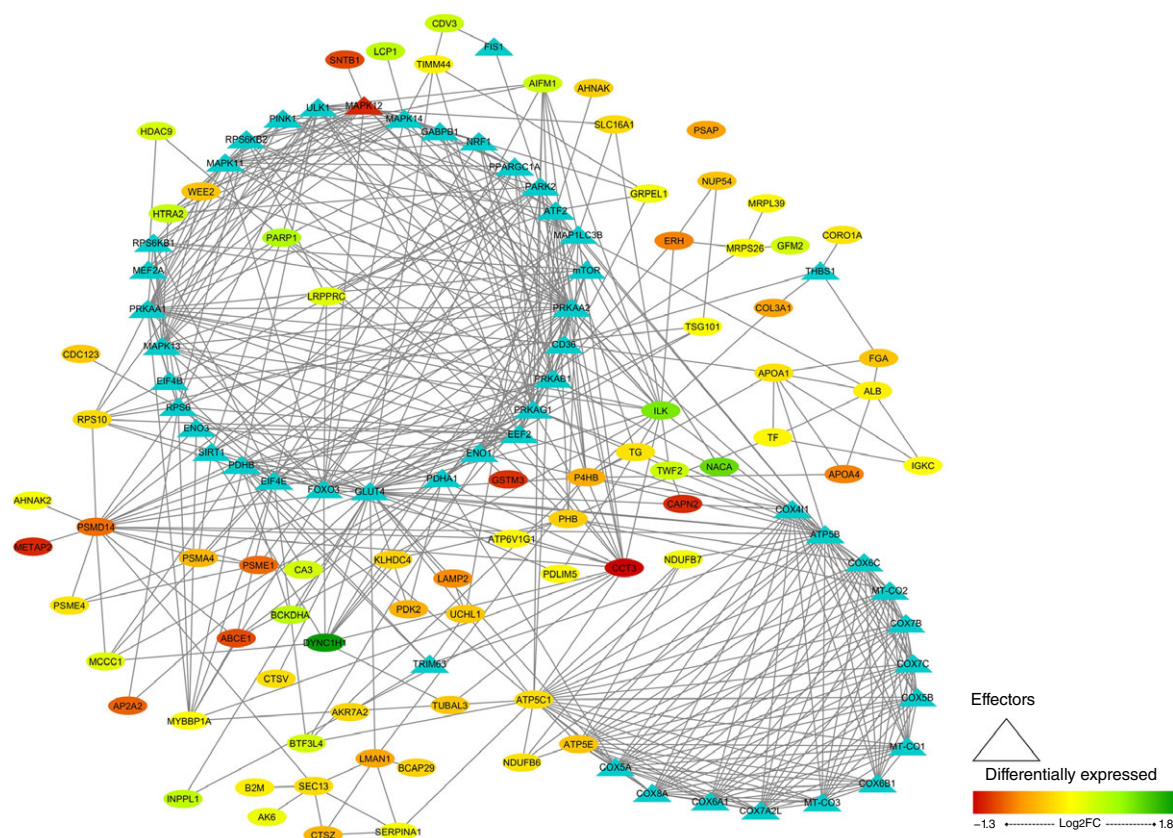 CDV3
FIS1
LCP1
SNTB1
TIMM44
AIFM1
AHNAK
ULK1
MAPK12
MAPK14
PINK1
SLC16A1
PSAP
HDAC9
RPS6KB2
GABPB1
NRF1
MAPK11
PPARGC1A
WEE2
PARK2
GRPEL1
NUP54
MRPL39
HTRA2
ATF2
PARP1
MAP1LC3B
ERH
MRPS26
GFM2
CORO1A
RPS6KB1
MEF2A
mTOR
THBS1
LRPPRC
PRKAA1
PRKAA2
COL3A1
TSG101
MAPK13
CD36
CDC123
FGA
EIF4B
PRKAB1
APOA1
ALB
RPS6
PRKAG1
ILK
RPS10
ENO3
EEF2
TF
SIRT1
ENO1
TG
PDHB
TWF2
NACA
IGKC
EIF4E
FOXO3
GLUT4
PDHA1
GSTM3
P4HB
APOA4
AHNAK2
CAPN2
COX4I1
PSMD14
PHB
ATP5B
METAP2
ATP6V1G1
PSMA4
PSME1
CA3
KLHDC4
PDLIM5
CCT3
NDUFB7
COX6C
LAMP2
MT-CO2
PSME4
BCKDHA
PDK2
UCHL1
COX7B
ABCE1
DYNC1H1
MCCC1
TRIM63
COX7C
CTSV
COX5B
AP2A2
TUBAL3
ATP5C1
Effectors
MYBBP1A
AKR7A2
BTF3L4
ATP5E
MT-CO1
LMAN1
BCAP29
NDUFB6
COX5A
Differentially expressed
B2M
SEC13
COX6B1
INPPL1
COX8A
COX6A1
COX7A2L
MT-CO3
AK6
CTSZ
SERPINA1
−1.3 Log2FC 1.8